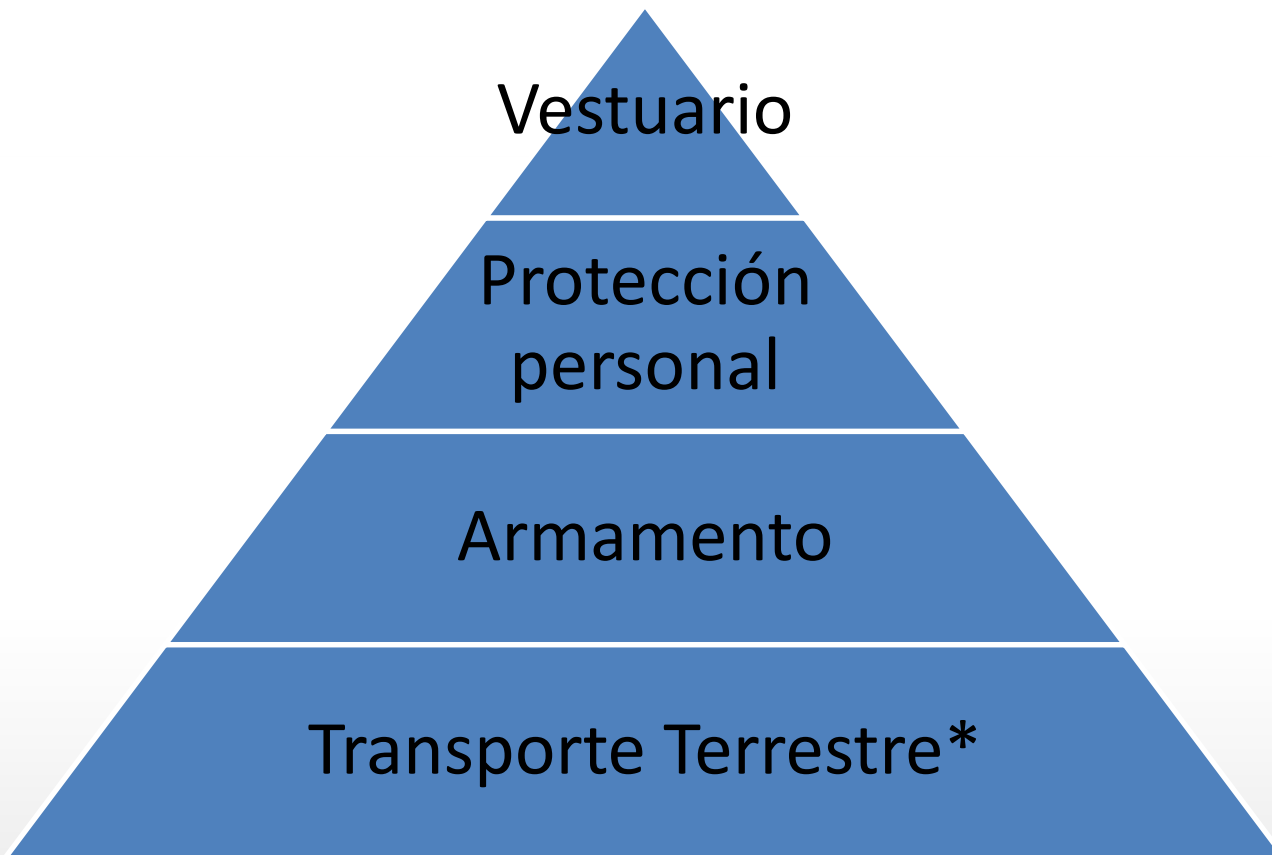 Vestuario
Protección
personal
Armamento
Transporte Terrestre*